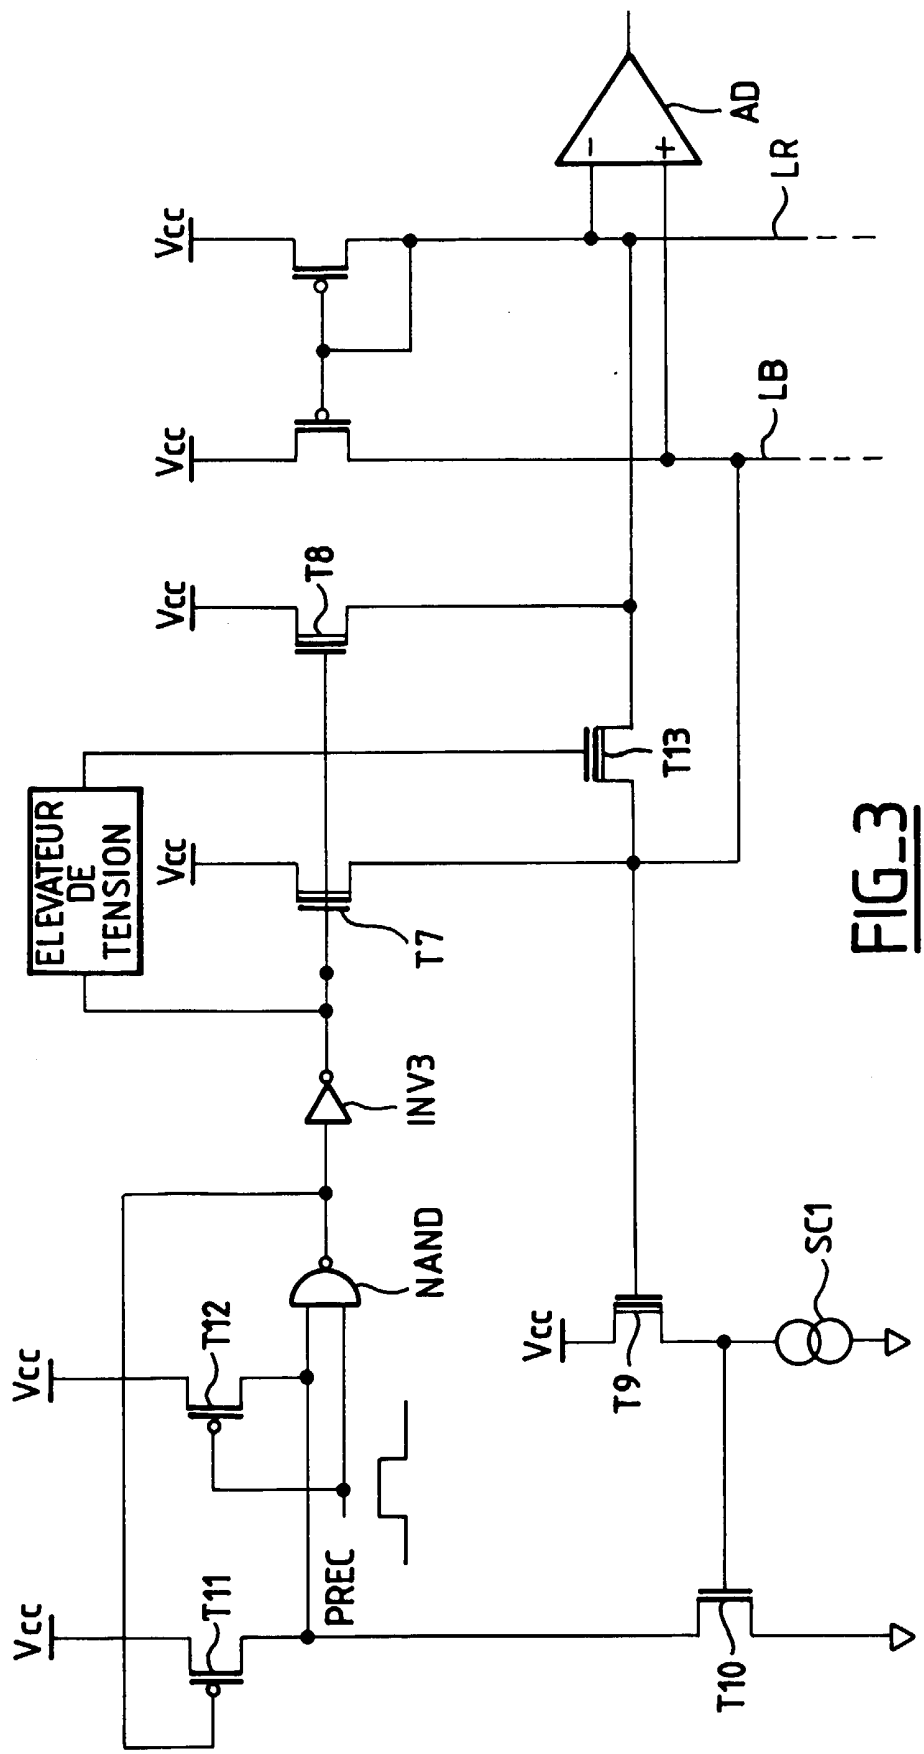 Vcc
T11
Vcc
T12
PREC
NAND
INV3
ELEVATEUR
DE
TENSION
Vcc
T7
Vcc
T8
T13
Vcc
Vcc
LB
LR
-
+
AD
Vcc
T9
SC1
T10
FIG_3